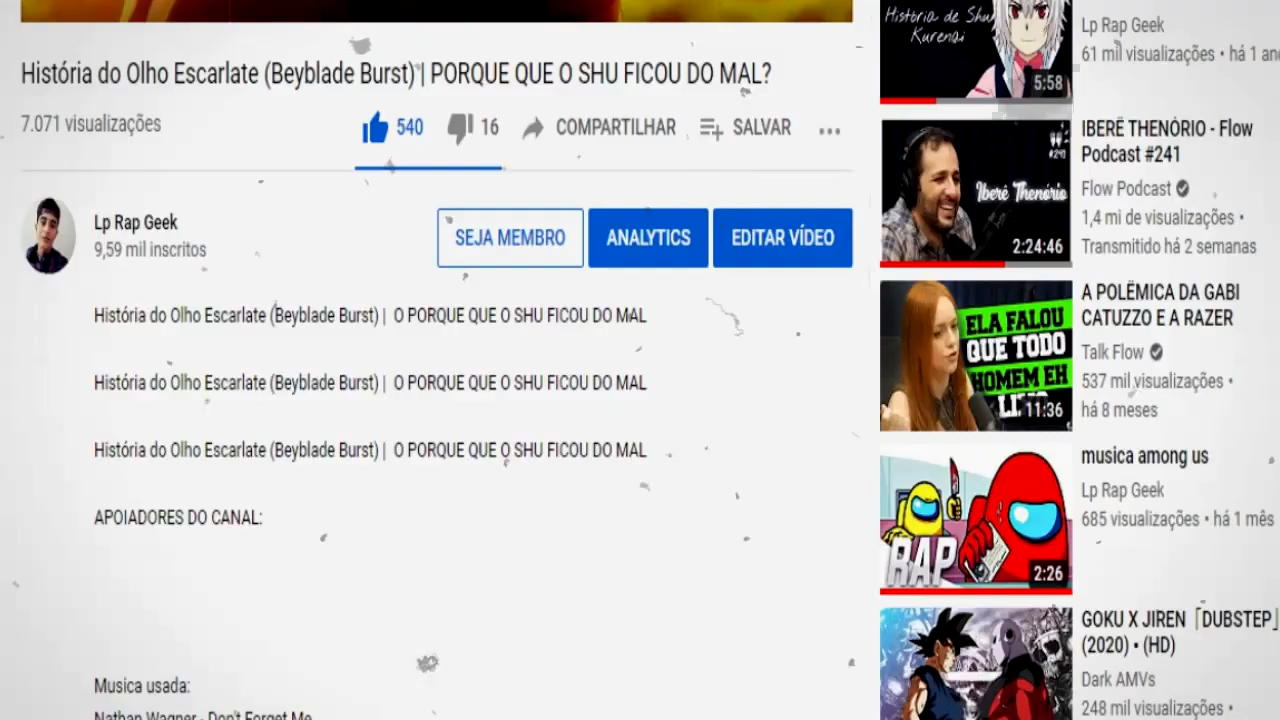 História do Olho Escarlate (Beyblade Burst) | PORQUE QUE O SHU FICOU DO MAL?
7.071 visualizações
540
16
COMPARTILHAR
SALVAR
Lp Rap Geek
9,59 mil inscritos
SEJA MEMBRO
ANALYTICS
EDITAR VÍDEO
História do Olho Escarlate (Beyblade Burst) | O PORQUE QUE O SHU FICOU DO MAL
História do Olho Escarlate (Beyblade Burst) | O PORQUE QUE O SHU FICOU DO MAL
História do Olho Escarlate (Beyblade Burst) | O PORQUE QUE O SHU FICOU DO MAL
APOIADORES DO CANAL:
Musica usada:
Nathan Wagner - Don't Forget Me
História de Shu
Kurenai
5:58
Lp Rap Geek
61 mil visualizações • há 1 ano
#241
Iberê Thenório
2:24:46
IBERÊ THENÓRIO - Flow
Podcast #241
Flow Podcast
1,4 mi de visualizações •
Transmitido há 2 semanas
ELA FALOU
QUE TODO
HOMEM EH
11:36
A POLÊMICA DA GABI
CATUZZO E A RAZER
Talk Flow
537 mil visualizações •
há 8 meses
RAP
2:26
musica among us
Lp Rap Geek
685 visualizações • há 1 mês
GOKU X JIREN「DUBSTEP」
(2020) • (HD)
Dark AMVs
248 mil visualizações •